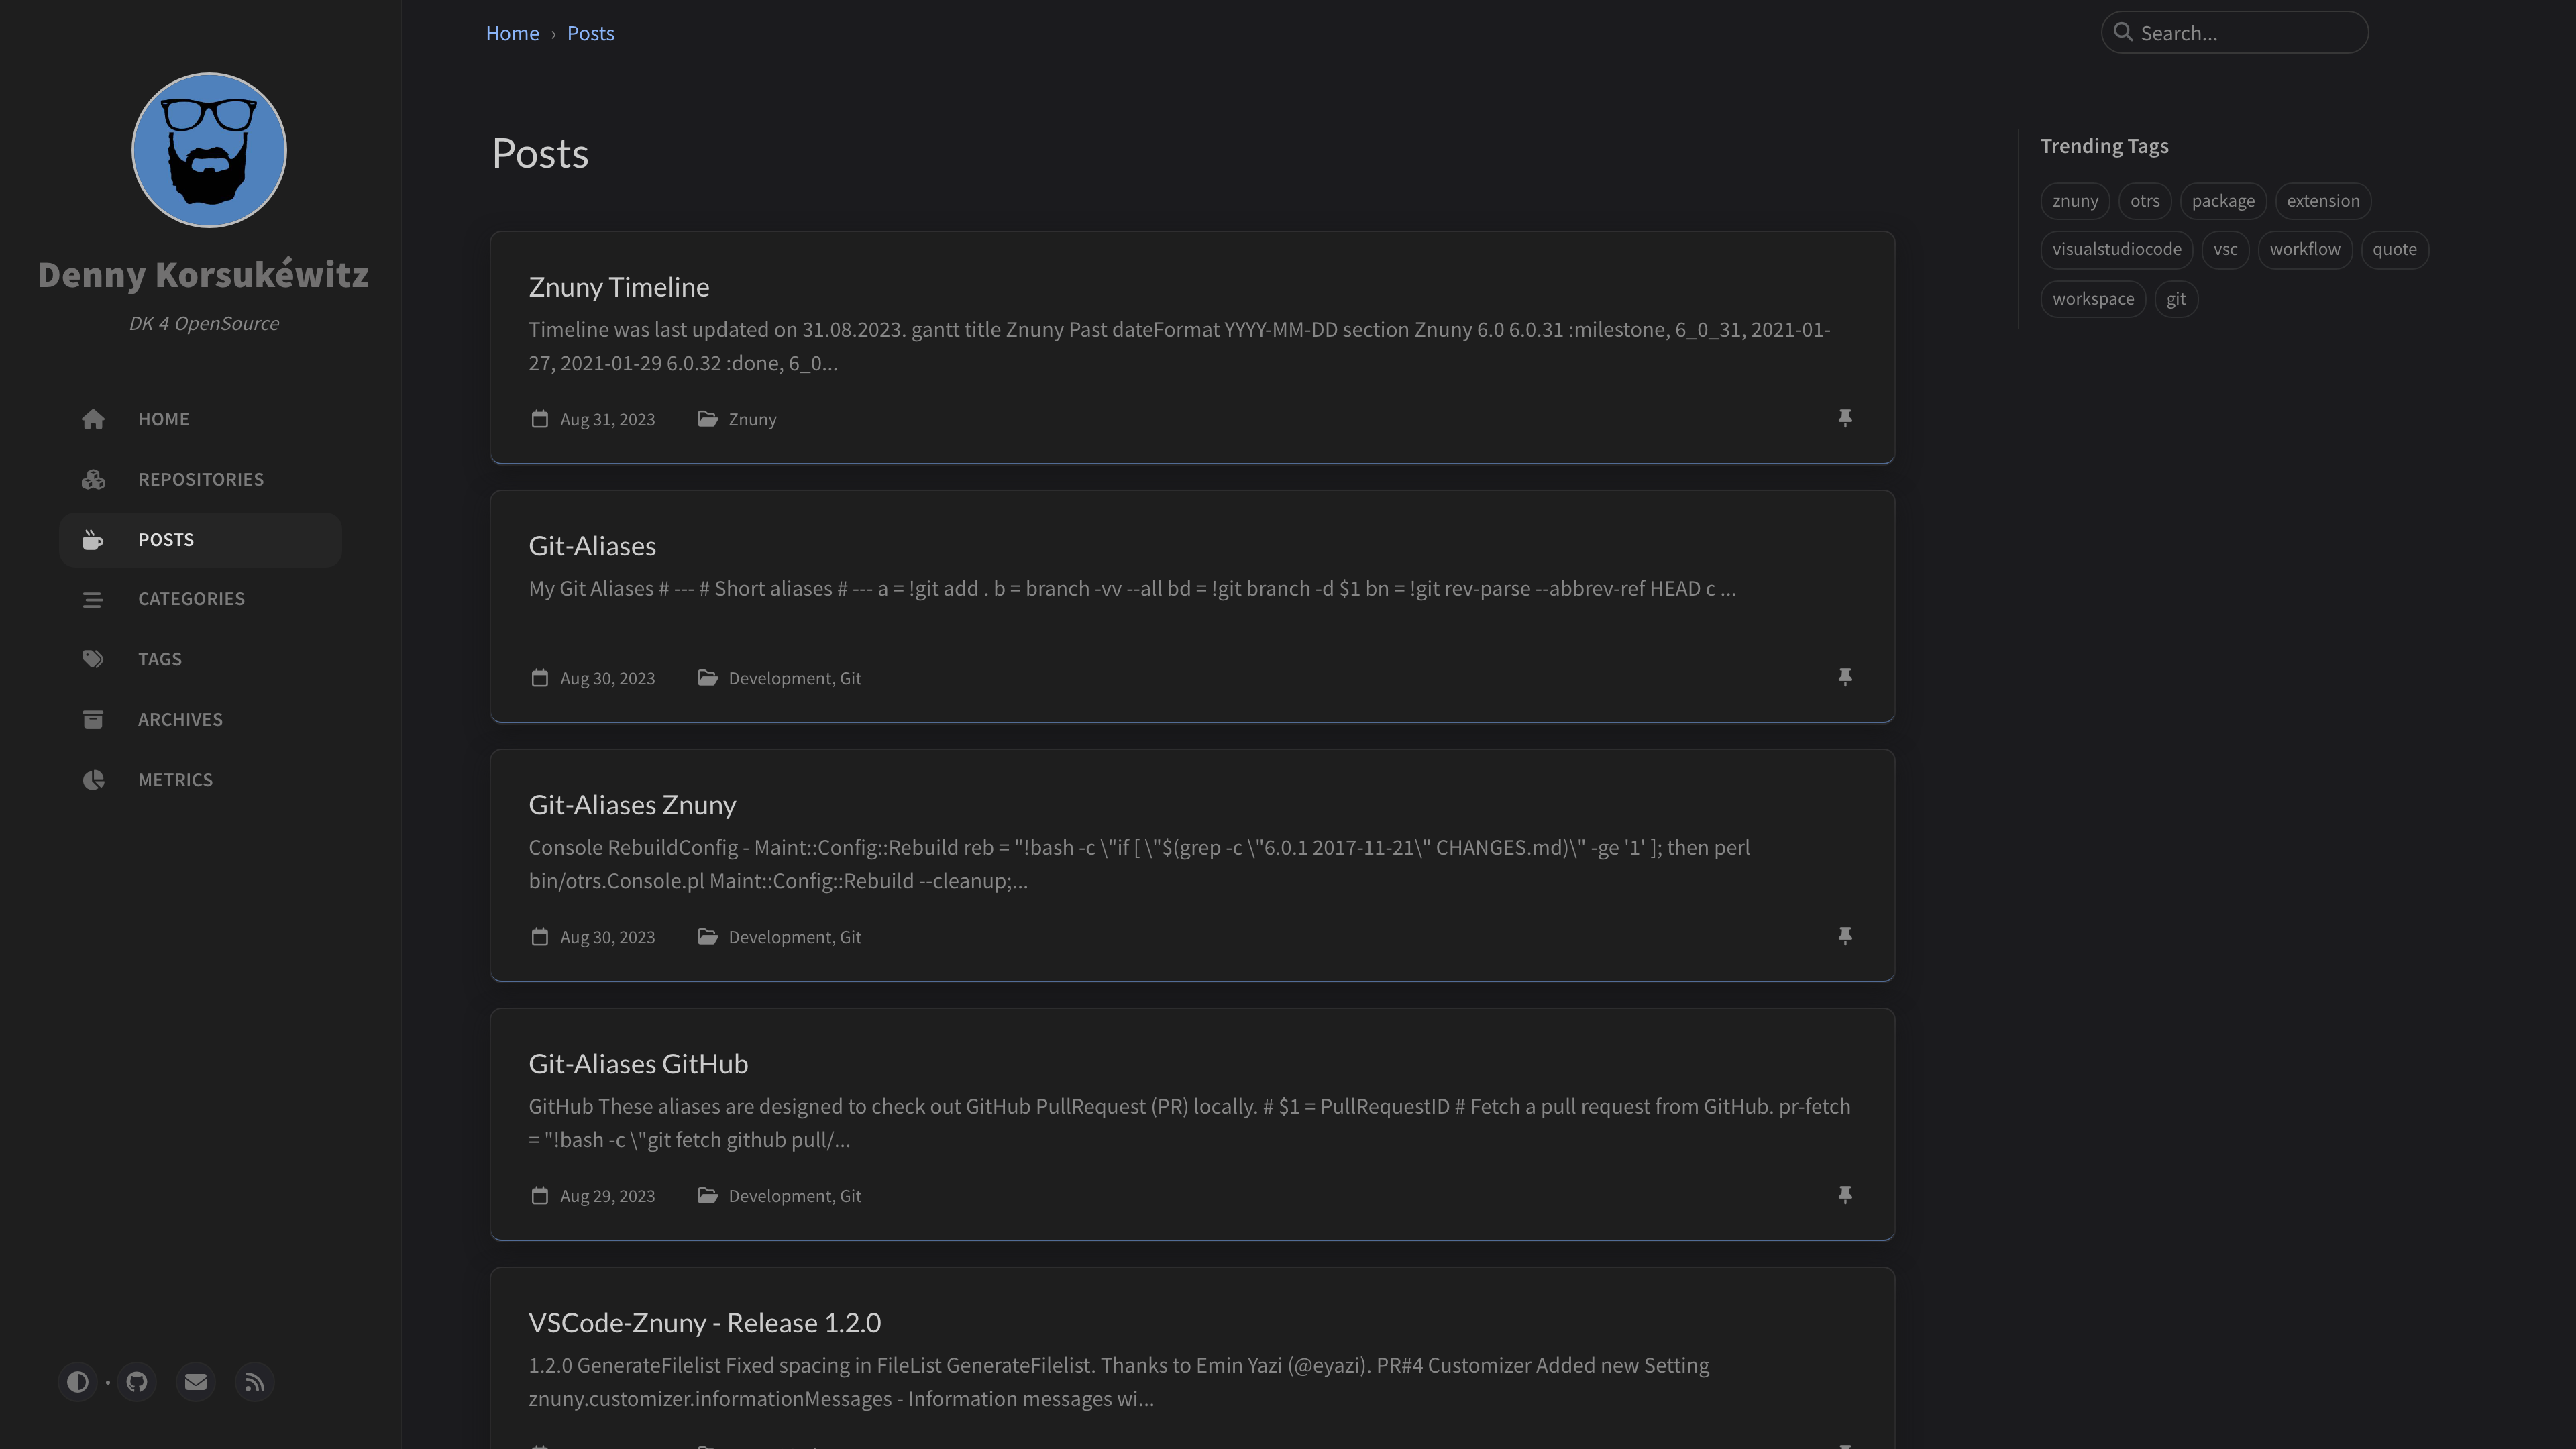 Denny Korsukéwitz
DK 4 OpenSource
HOME
REPOSITORIES
POSTS
CATEGORIES
TAGS
ARCHIVES
METRICS
Home › Posts
Search...
Posts
Znuny Timeline
Timeline was last updated on 31.08.2023. gantt title Znuny Past dateFormat YYYY-MM-DD section Znuny 6.0 6.0.31 :milestone, 6_0_31, 2021-01-
27, 2021-01-29 6.0.32 :done, 6_0...
Aug 31, 2023 Znuny
Git-Aliases
My Git Aliases # --- # Short aliases # --- a = !git add . b = branch -vv --all bd = !git branch -d $1 bn = !git rev-parse --abbrev-ref HEAD c ...
Aug 30, 2023 Development, Git
Git-Aliases Znuny
Console RebuildConfig - Maint::Config::Rebuild reb = "!bash -c \"if [ \"$(grep -c \"6.0.1 2017-11-21\" CHANGES.md)\" -ge '1' ]; then perl
bin/otrs.Console.pl Maint::Config::Rebuild --cleanup;...
Aug 30, 2023 Development, Git
Git-Aliases GitHub
GitHub These aliases are designed to check out GitHub PullRequest (PR) locally. # $1 = PullRequestID # Fetch a pull request from GitHub. pr-fetch
= "!bash -c \"git fetch github pull/...
Aug 29, 2023 Development, Git
VSCode-Znuny - Release 1.2.0
1.2.0 GenerateFilelist Fixed spacing in FileList GenerateFilelist. Thanks to Emin Yazi (@eyazi). PR#4 Customizer Added new Setting
znuny.customizer.informationMessages - Information messages wi...
Trending Tags
znuny otrs package extension
visualstudiocode vsc workflow quote
workspace git